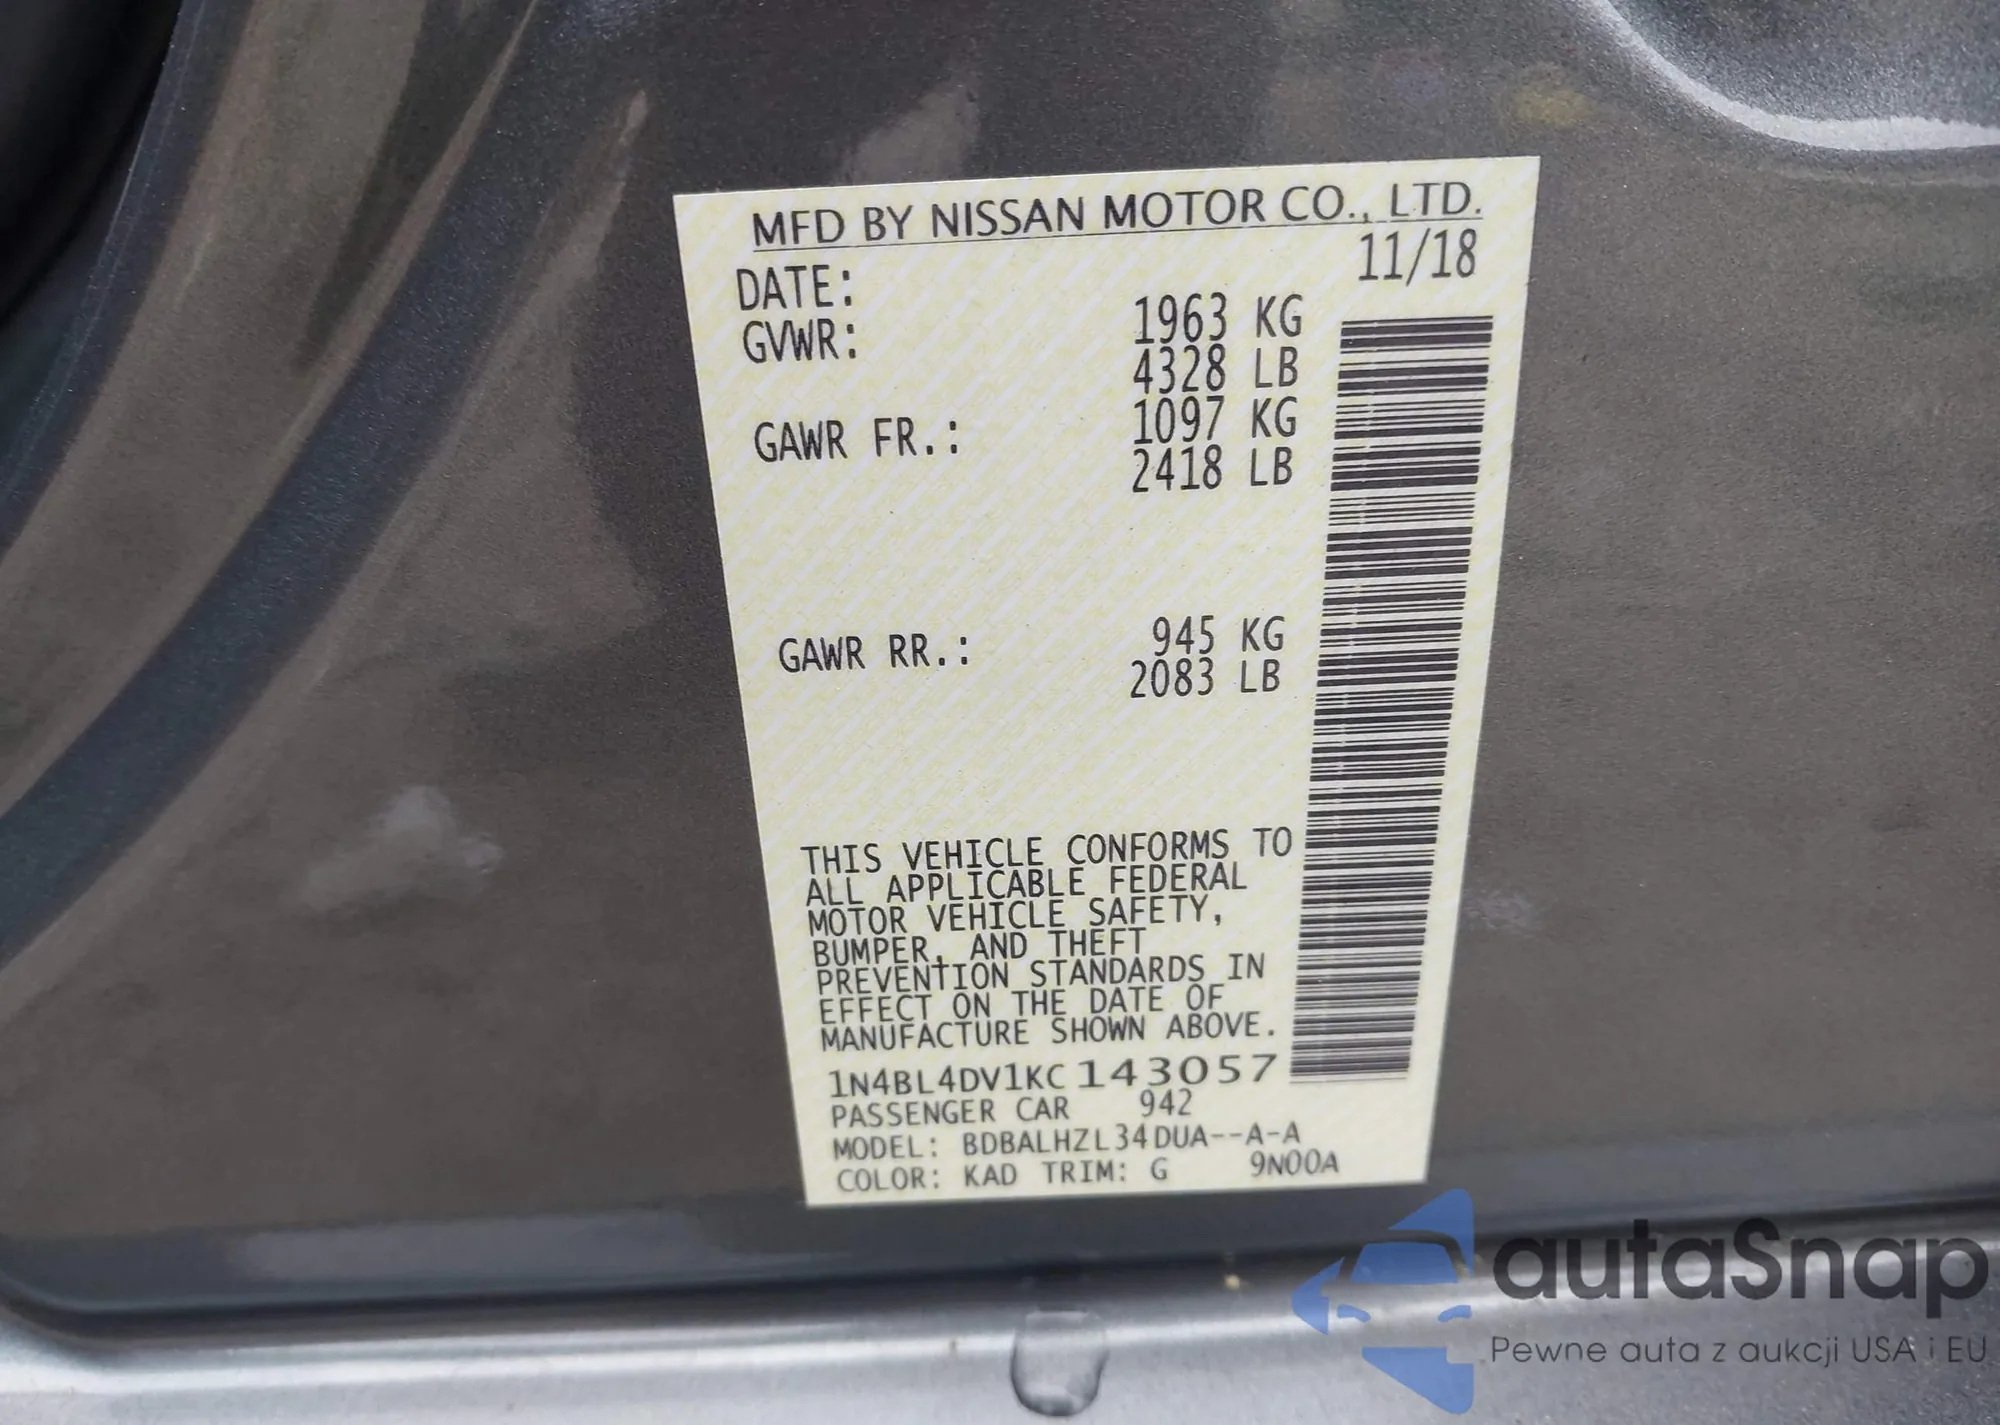 MFD BY NISSAN MOTOR CO., LTD.
DATE: 11/18
GVWR: 1963 KG
4328 LB
GAWR FR.: 1097 KG
2418 LB
GAWR RR.: 945 KG
2083 LB
THIS VEHICLE CONFORMS TO
ALL APPLICABLE FEDERAL
MOTOR VEHICLE SAFETY,
BUMPER, AND THEFT
PREVENTION STANDARDS IN
EFFECT ON THE DATE OF
MANUFACTURE SHOWN ABOVE.
1N4BL4DV1KC143057
PASSENGER CAR 942
MODEL: BDBALHZL34DUA--A-A
COLOR: KAD TRIM: G 9N00A
autaSnap
Pewne auta z aukcji USA i EU